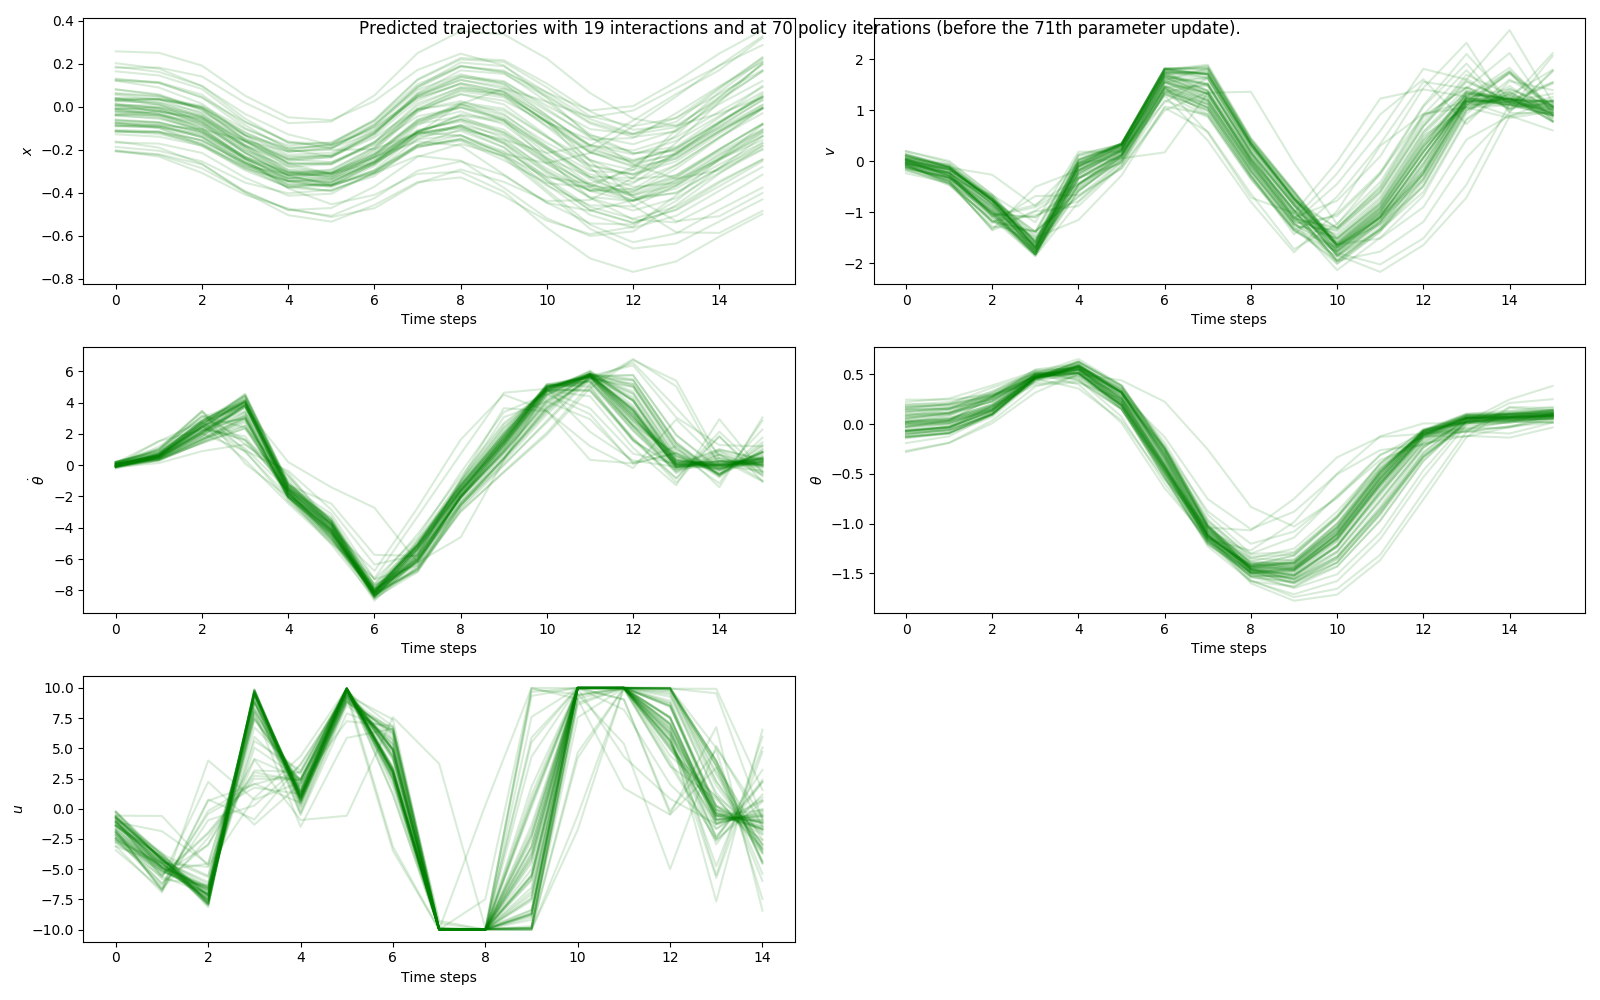 Predicted trajectories with 19 interactions and at 70 policy iterations (before the 71th parameter update).
0.4
0.2
0.0
−0.2
−0.4
−0.6
−0.8
x
0 2 4 6 8 10 12 14
Time steps
2
1
0
−1
−2
v
0 2 4 6 8 10 12 14
Time steps
6
4
2
0
−2
−4
−6
−8
θ̇
0 2 4 6 8 10 12 14
Time steps
0.5
0.0
−0.5
−1.0
−1.5
θ
0 2 4 6 8 10 12 14
Time steps
10.0
7.5
5.0
2.5
0.0
−2.5
−5.0
−7.5
−10.0
u
0 2 4 6 8 10 12 14
Time steps